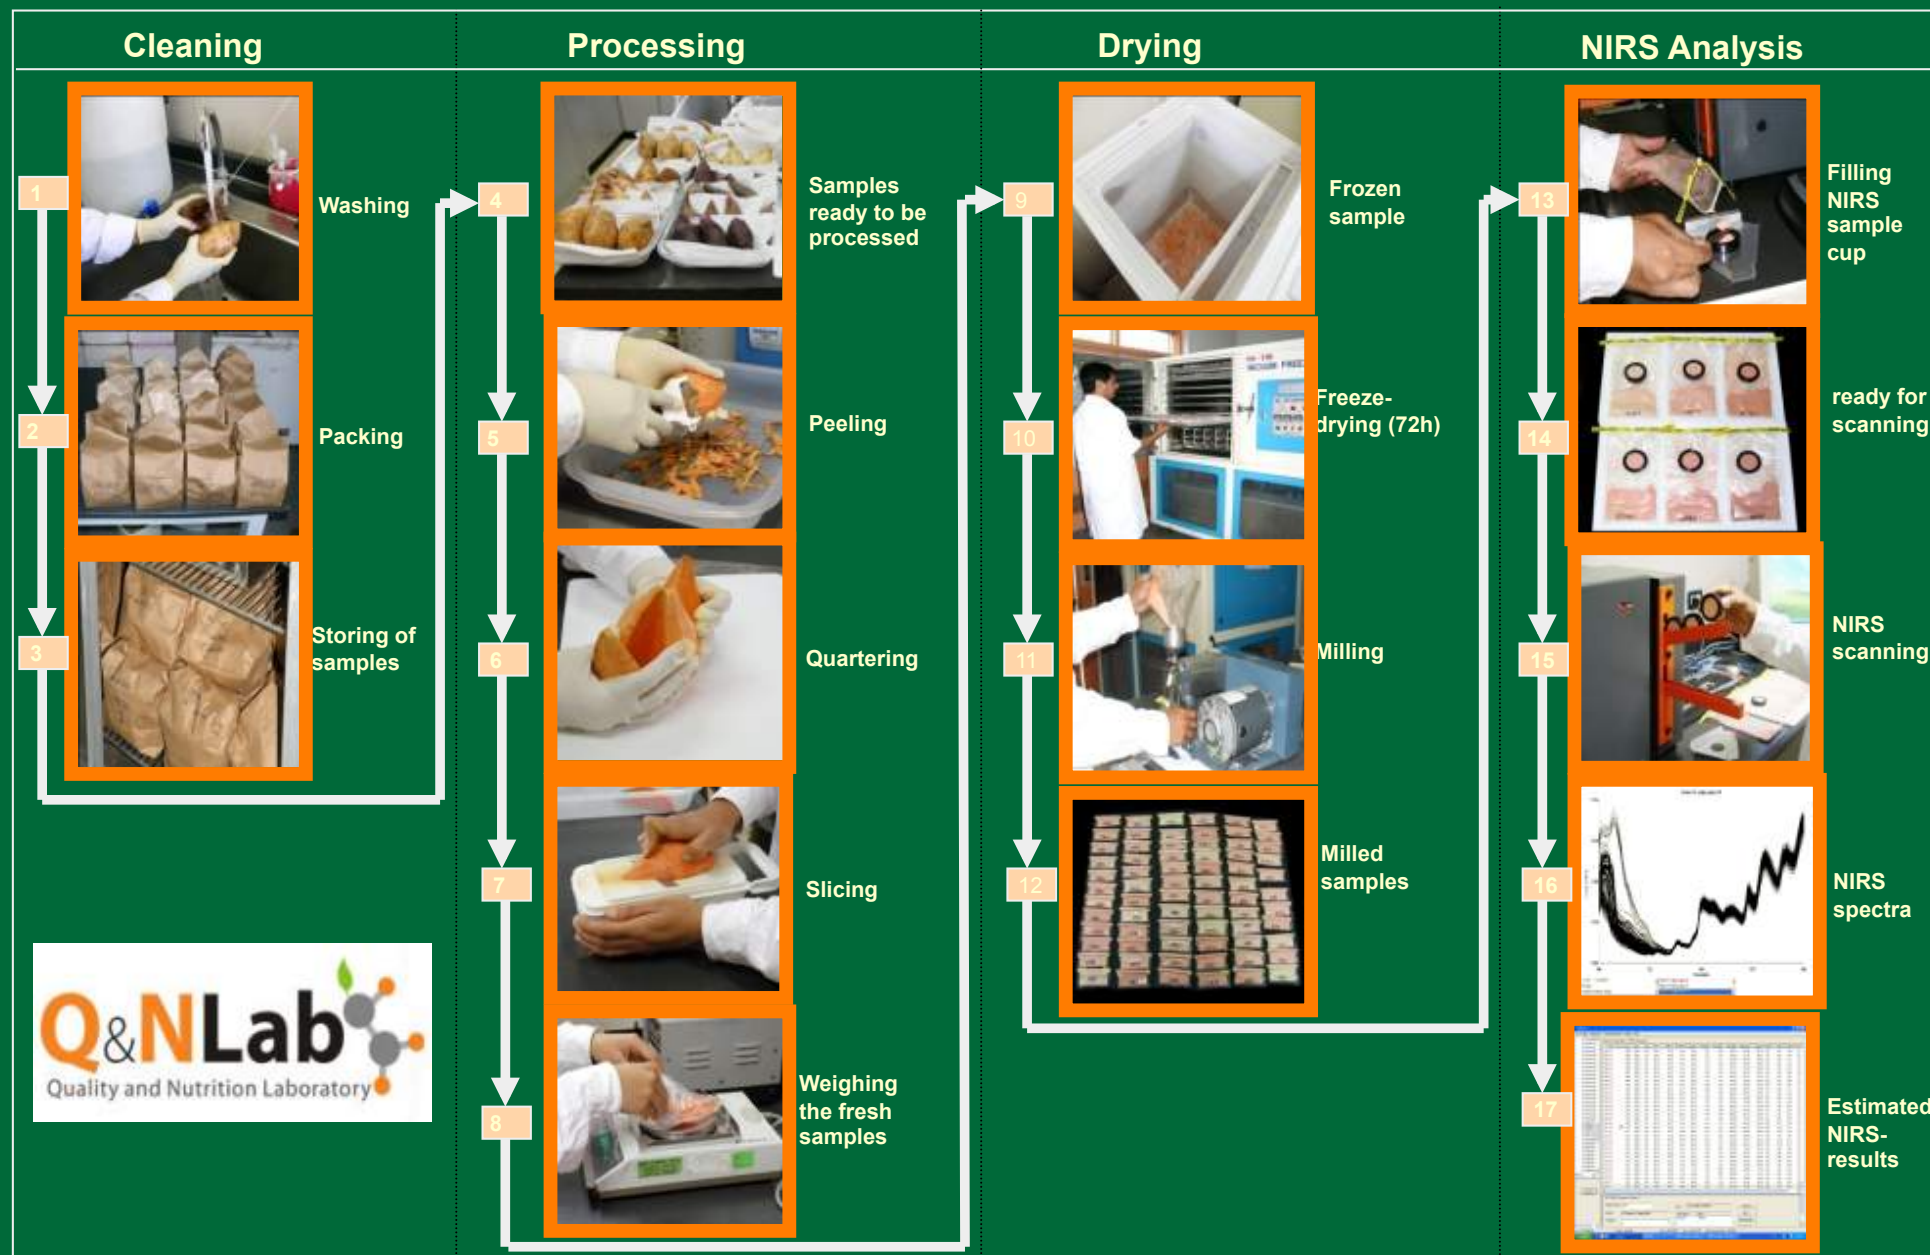 Cleaning
Processing
Drying
NIRS Analysis
1
Washing
2
Packing
3
Storing of
samples
4
Samples
ready to be
processed
5
Peeling
6
Quartering
7
Slicing
8
Weighing
the fresh
samples
9
Frozen
sample
10
Freeze-
drying (72h)
11
Milling
12
Milled
samples
13
Filling
NIRS
sample
cup
14
ready for
scanning
15
NIRS
scanning
16
NIRS
spectra
17
Estimated
NIRS-
results
Q&NLab
Quality and Nutrition Laboratory